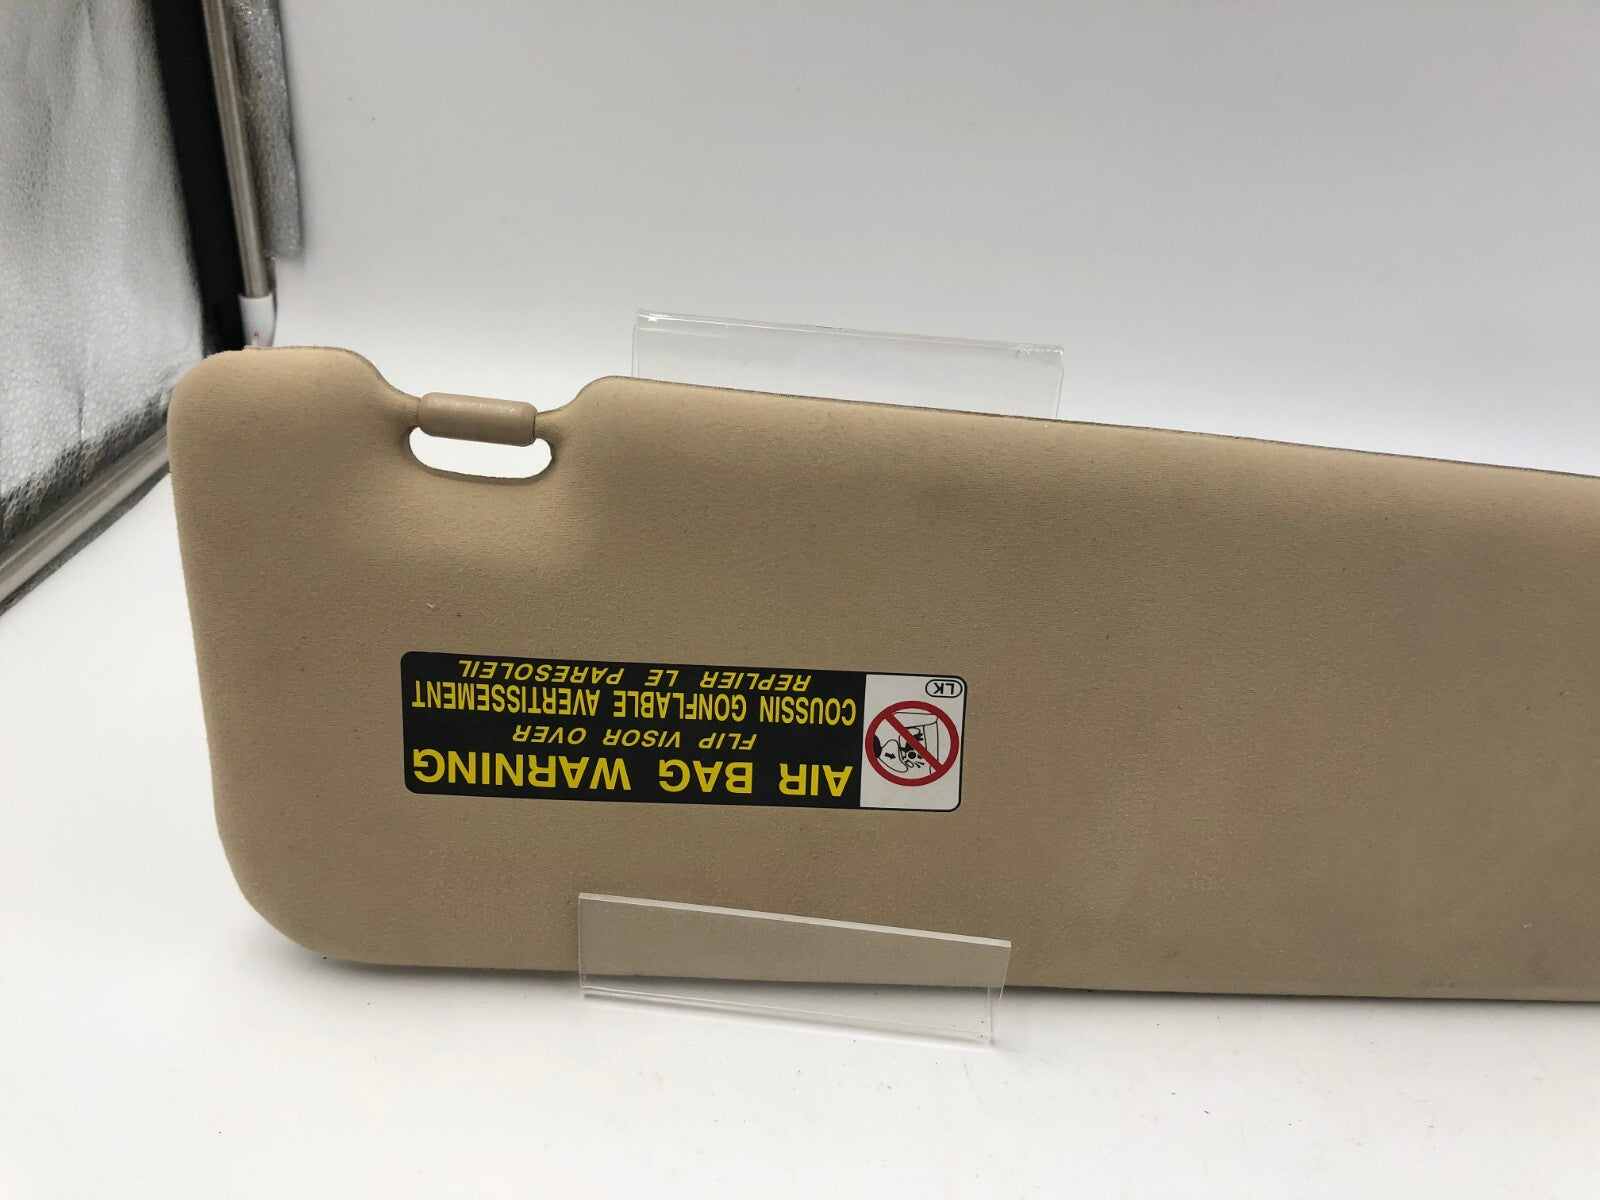 AIR BAG WARNING
FLIP VISOR OVER
COUSSIN GONFLABLE AVERTISSEMENT
REPLIER LE PARESOLEIL
LK